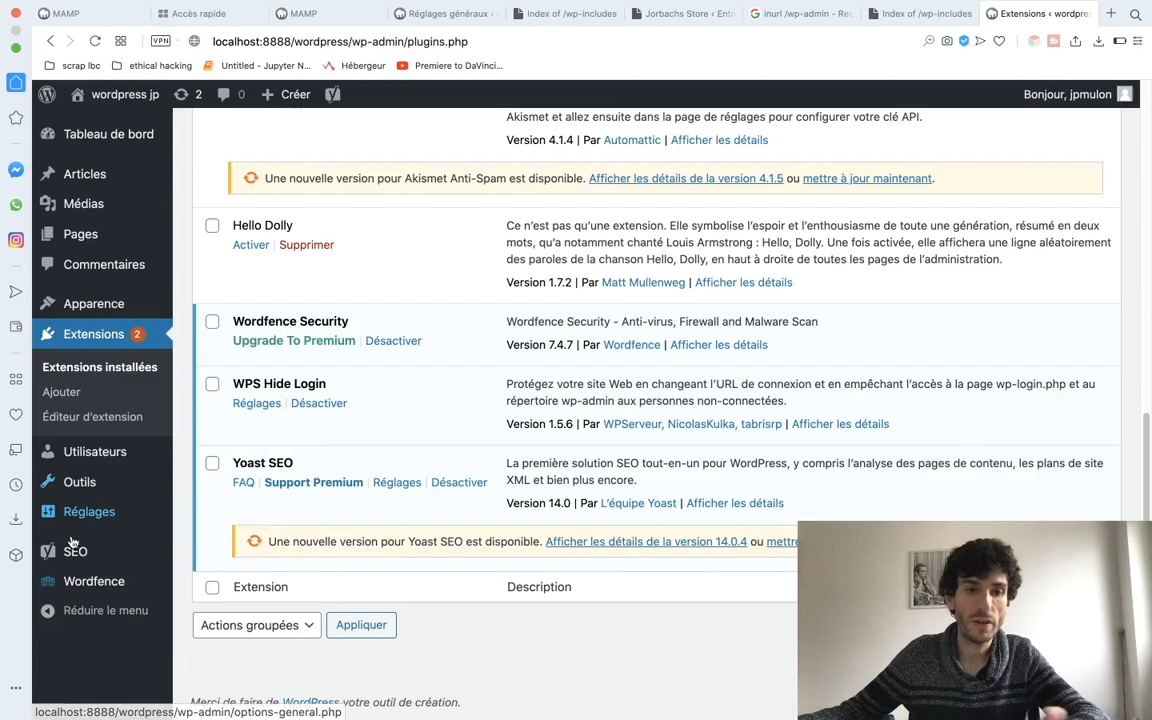 MAMP
Accès rapide
MAMP
Réglages généraux ‹
Index of /wp-includes
Jorbachs Store ‹ Ent
inurl /wp-admin - Rec
Index of /wp-includes
Extensions ‹ wordpres
VPN
localhost:8888/wordpress/wp-admin/plugins.php
scrap lbc
ethical hacking
Untitled - Jupyter N...
Hébergeur
Premiere to DaVinci...
wordpress jp
2
0
Créer
Bonjour, jpmulon
Tableau de bord
Articles
Médias
Pages
Commentaires
Apparence
Extensions 2
Extensions installées
Ajouter
Éditeur d'extension
Utilisateurs
Outils
Réglages
SEO
Wordfence
Réduire le menu
Akismet et allez ensuite dans la page de réglages pour configurer votre clé API.
Version 4.1.4 | Par Automattic | Afficher les détails
Une nouvelle version pour Akismet Anti-Spam est disponible. Afficher les détails de la version 4.1.5 ou mettre à jour maintenant.
Hello Dolly
Activer | Supprimer
Ce n'est pas qu'une extension. Elle symbolise l'espoir et l'enthousiasme de toute une génération, résumé en deux
mots, qu'a notamment chanté Louis Armstrong : Hello, Dolly. Une fois activée, elle affichera une ligne aléatoirement
des paroles de la chanson Hello, Dolly, en haut à droite de toutes les pages de l'administration.
Version 1.7.2 | Par Matt Mullenweg | Afficher les détails
Wordfence Security
Upgrade To Premium | Désactiver
Wordfence Security - Anti-virus, Firewall and Malware Scan
Version 7.4.7 | Par Wordfence | Afficher les détails
WPS Hide Login
Réglages | Désactiver
Protégez votre site Web en changeant l'URL de connexion et en empêchant l'accès à la page wp-login.php et au
répertoire wp-admin aux personnes non-connectées.
Version 1.5.6 | Par WPServeur, NicolasKulka, tabrisrp | Afficher les détails
Yoast SEO
FAQ | Support Premium | Réglages | Désactiver
La première solution SEO tout-en-un pour WordPress, y compris l'analyse des pages de contenu, les plans de site
XML et bien plus encore.
Version 14.0 | Par L'équipe Yoast | Afficher les détails
Une nouvelle version pour Yoast SEO est disponible. Afficher les détails de la version 14.0.4 ou mettre
Extension
Description
Actions groupées
Appliquer
Merci de faire de WordPress votre outil de création.
localhost:8888/wordpress/wp-admin/options-general.php